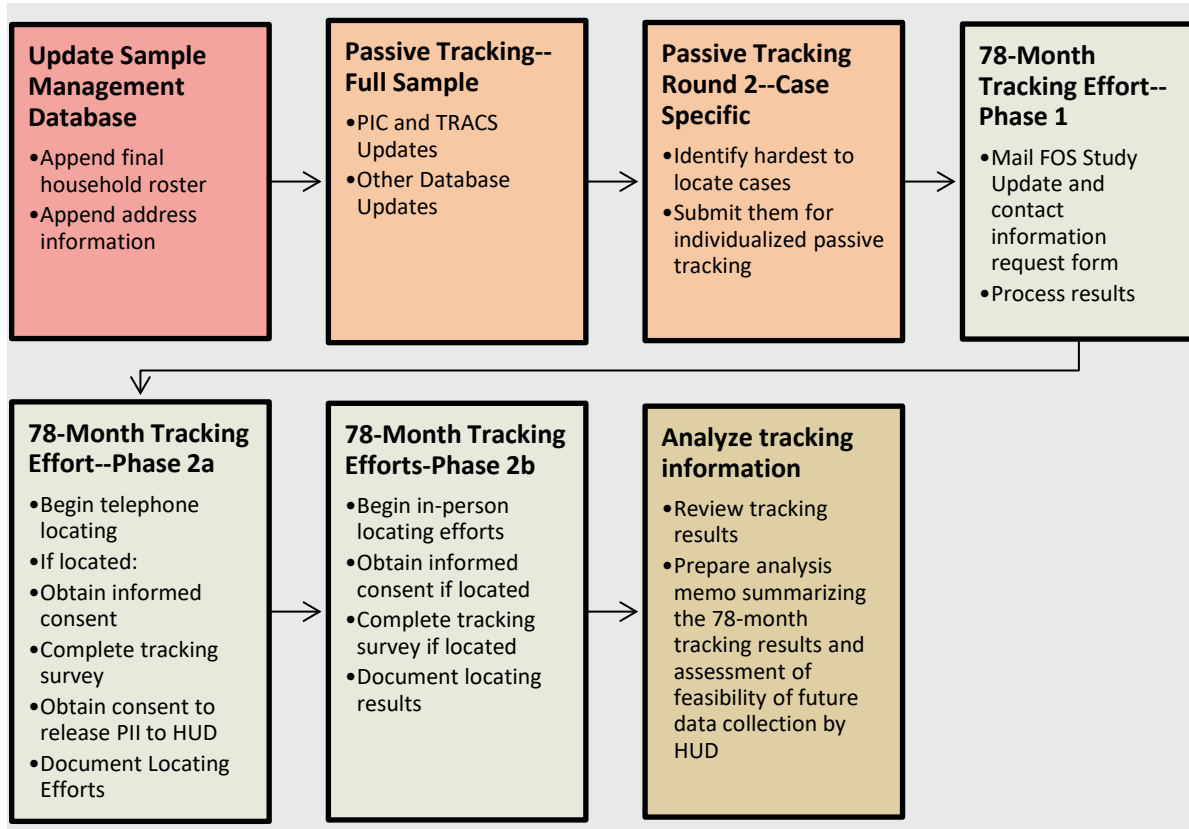 Update Sample
Management
Database
•Append final
household roster
•Append address
information
Passive Tracking--
Full Sample
•PIC and TRACS
Updates
•Other Database
Updates
Passive Tracking
Round 2--Case
Specific
•Identify hardest to
locate cases
•Submit them for
individualized passive
tracking
78-Month
Tracking Effort--
Phase 1
•Mail FOS Study
Update and
contact
information
request form
•Process results
78-Month Tracking
Effort--Phase 2a
•Begin telephone
locating
•If located:
•Obtain informed
consent
•Complete tracking
survey
•Obtain consent to
release PII to HUD
•Document Locating
Efforts
78-Month Tracking
Efforts-Phase 2b
•Begin in-person
locating efforts
•Obtain informed
consent if located
•Complete tracking
survey if located
•Document locating
results
Analyze tracking
information
•Review tracking
results
•Prepare analysis
memo summarizing
the 78-month
tracking results and
assessment of
feasibility of future
data collection by
HUD